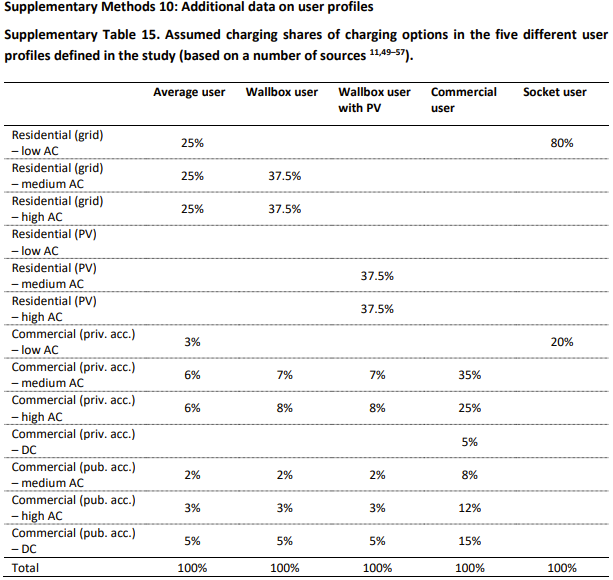 Supplementary Methods 10: Additional data on user profiles
Supplementary Table 15. Assumed charging shares of charging options in the five different user
profiles defined in the study (based on a number of sources 11,49–57).
Average user Wallbox user Wallbox user Commercial Socket user
with PV user
Residential (grid)
– low AC 25% 80%
Residential (grid)
– medium AC 25% 37.5%
Residential (grid)
– high AC 25% 37.5%
Residential (PV)
– low AC
Residential (PV)
– medium AC 37.5%
Residential (PV)
– high AC 37.5%
Commercial (priv. acc.)
– low AC 3% 20%
Commercial (priv. acc.)
– medium AC 6% 7% 7% 35%
Commercial (priv. acc.)
– high AC 6% 8% 8% 25%
Commercial (priv. acc.)
– DC 5%
Commercial (pub. acc.)
– medium AC 2% 2% 2% 8%
Commercial (pub. acc.)
– high AC 3% 3% 3% 12%
Commercial (pub. acc.)
– DC 5% 5% 5% 15%
Total 100% 100% 100% 100% 100%